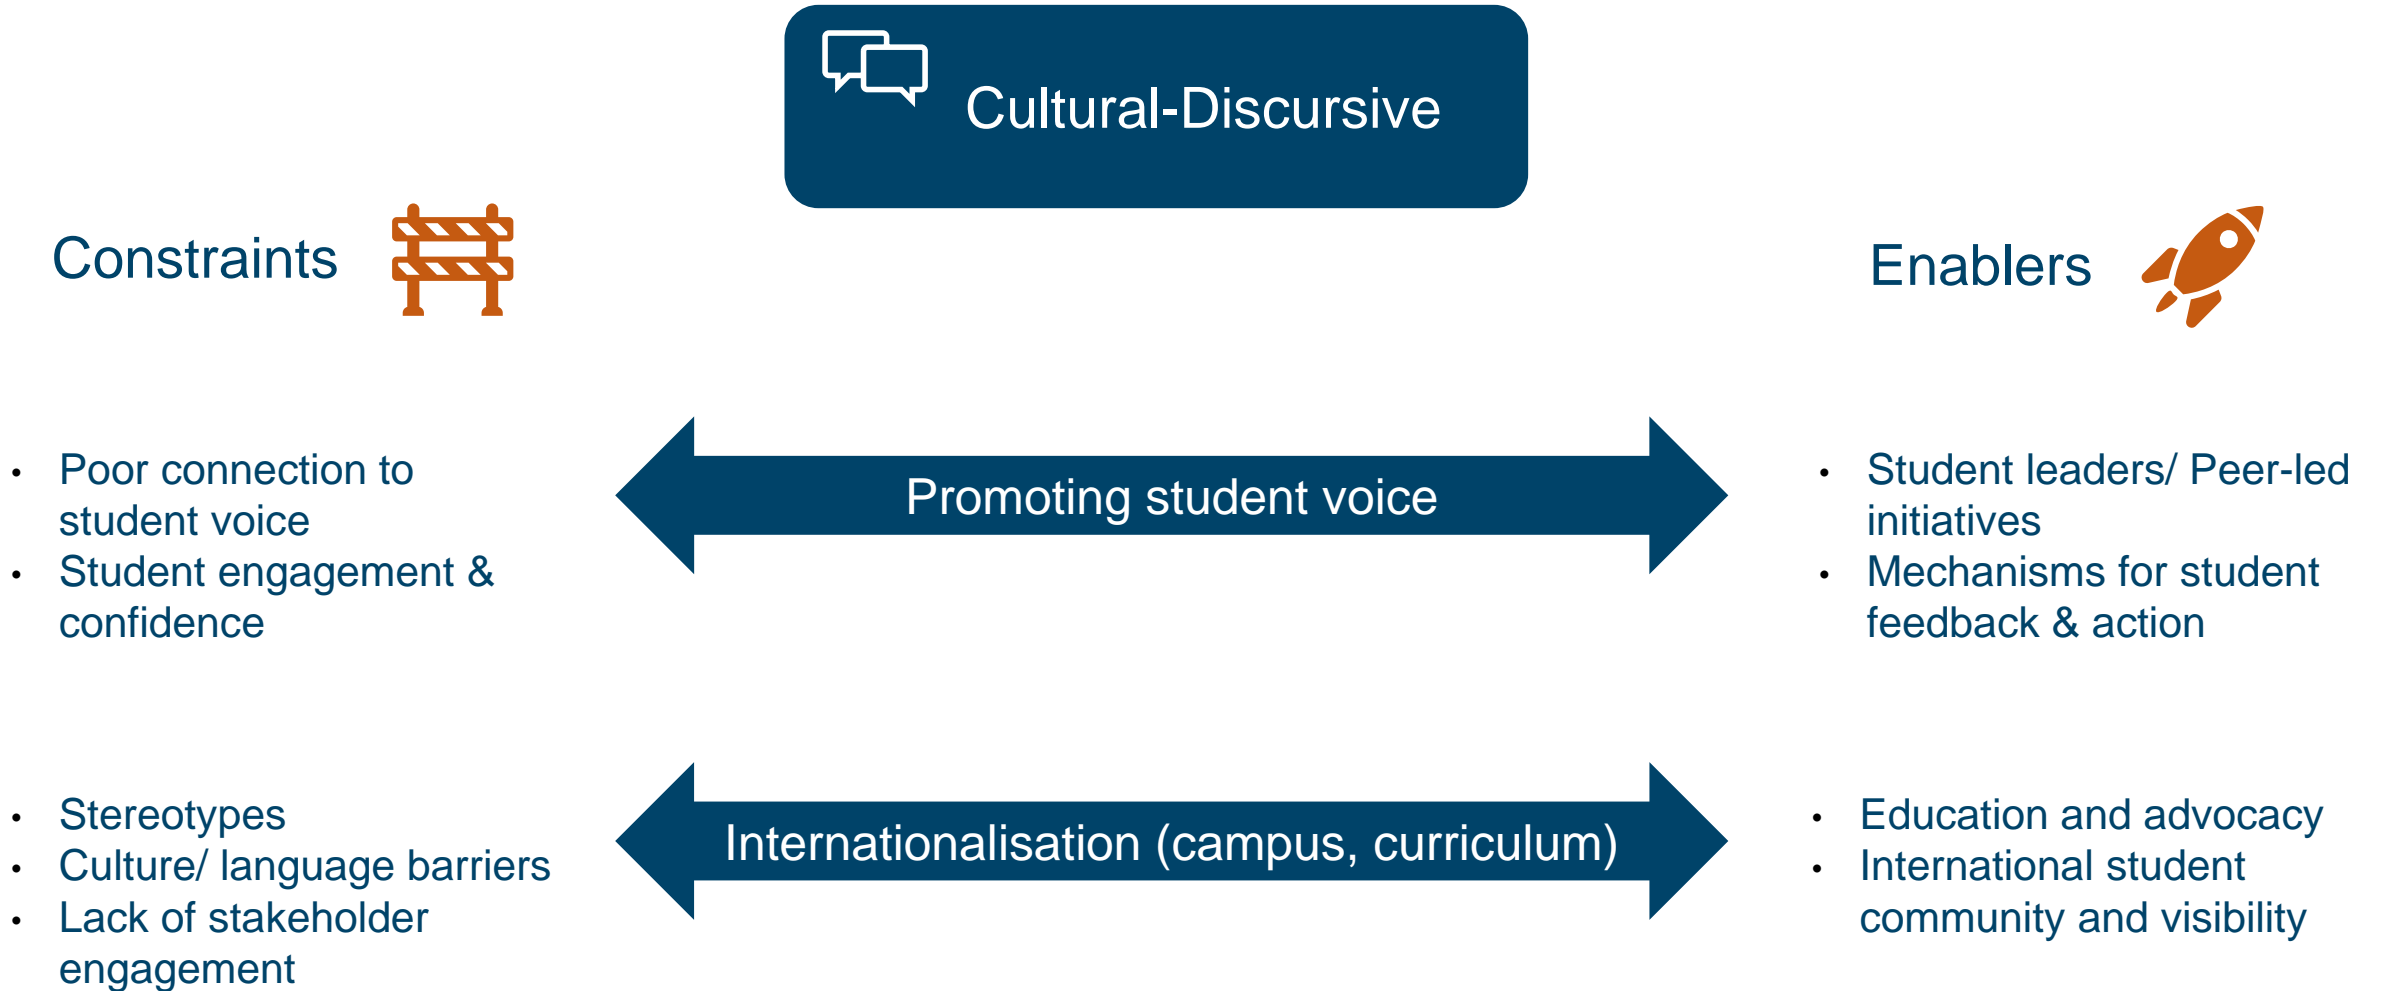 Cultural-Discursive
Constraints
Enablers
• Poor connection to
student voice
• Student engagement &
confidence
Promoting student voice
• Student leaders/ Peer-led
initiatives
• Mechanisms for student
feedback & action
• Stereotypes
• Culture/ language barriers
• Lack of stakeholder
engagement
Internationalisation (campus, curriculum)
• Education and advocacy
• International student
community and visibility